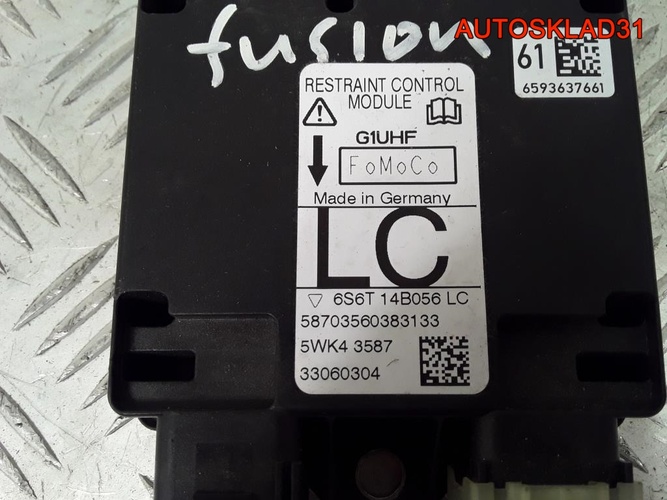 AUTOSKLAD31
fusion
61
6593637661
RESTRAINT CONTROL
MODULE
G1UHF
FoMoCo
Made in Germany
LC
6S6T 14B056 LC
58703560383133
5WK4 3587
33060304